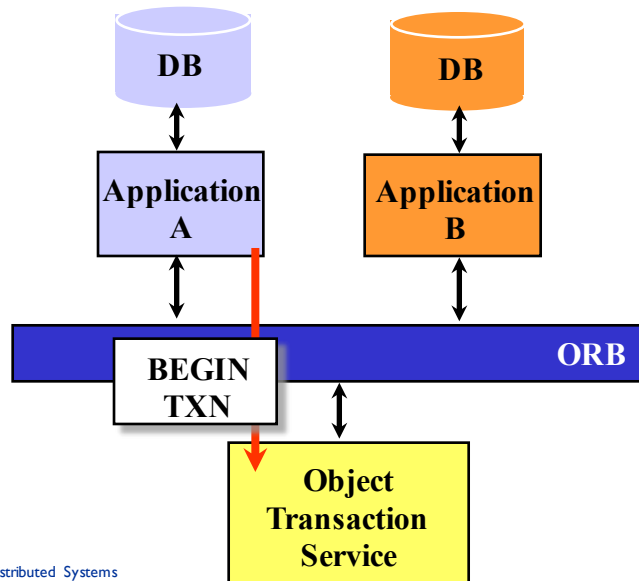 DB
DB
Application
A
Application
B
ORB
BEGIN
TXN
Object
Transaction
Service
stributed Systems